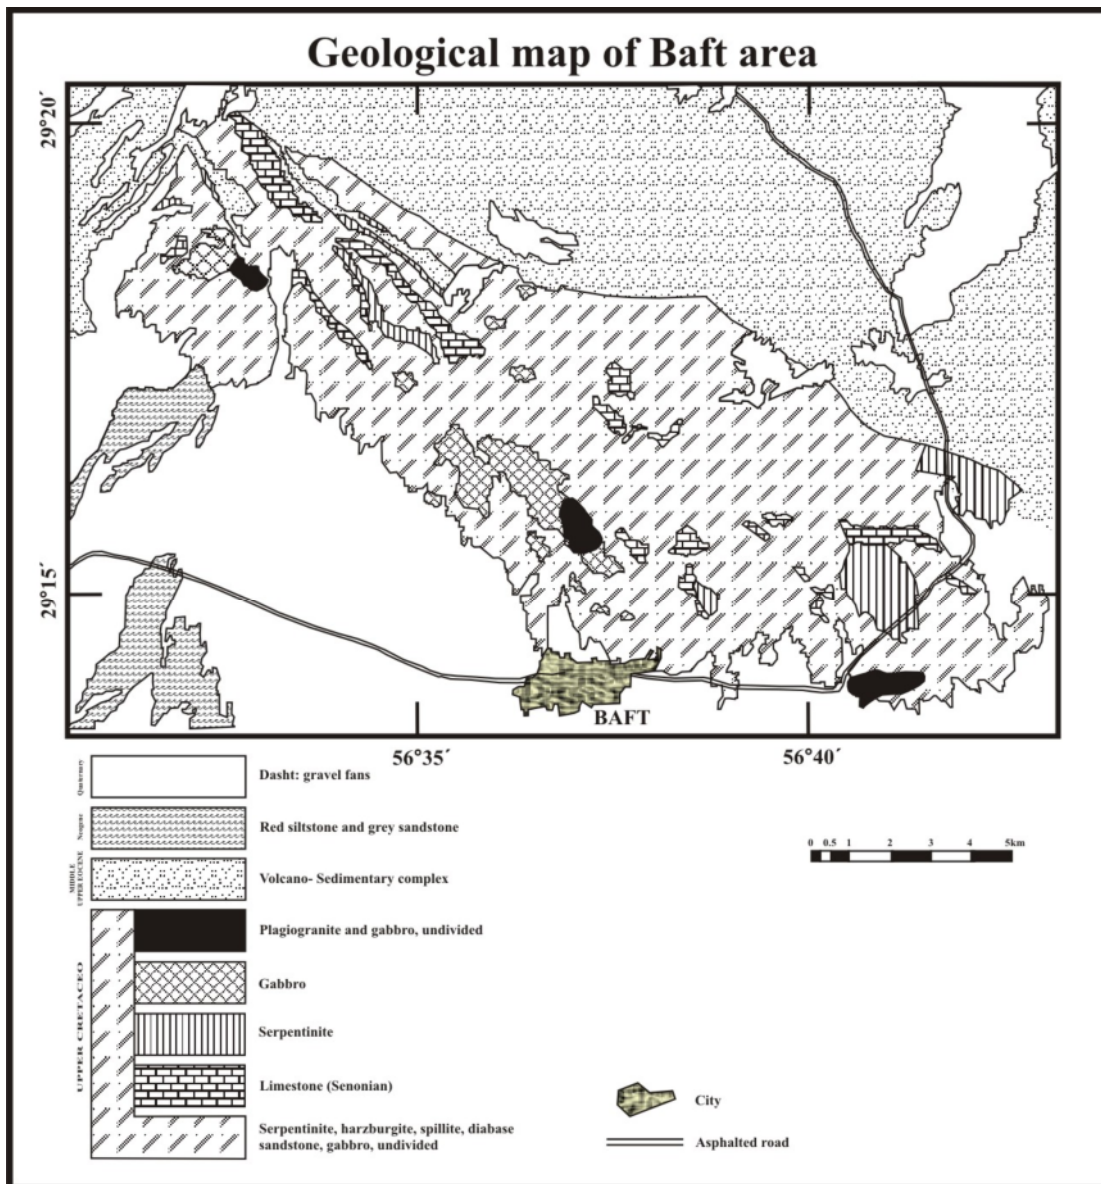 Geological map of Baft area
29°20´
29°15´
BAFT
56°35´
56°40´
Quaternary
Dasht: gravel fans
Neogene
Red siltstone and grey sandstone
MIDDLE
UPPER EOCENE
Volcano- Sedimentary complex
UPPER CRETACEO
Plagiogranite and gabbro, undivided
Gabbro
Serpentinite
Limestone (Senonian)
Serpentinite, harzburgite, spillite, diabase
sandstone, gabbro, undivided
0 0.5 1 2 3 4 5km
City
Asphalted road